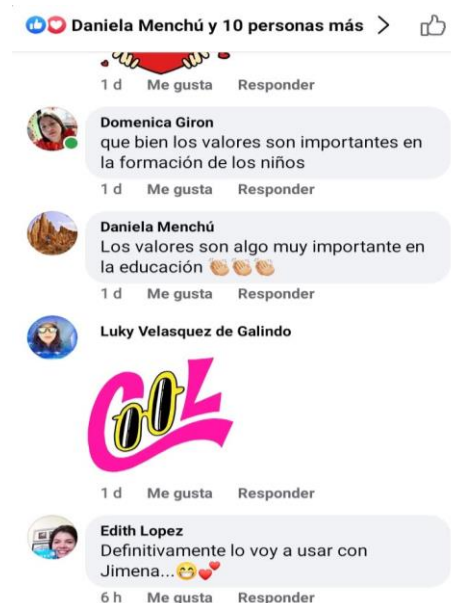 Daniela Menchú y 10 personas más >
1 d Me gusta Responder
Domenica Giron
que bien los valores son importantes en
la formación de los niños
1 d Me gusta Responder
Daniela Menchú
Los valores son algo muy importante en
la educación 👏🏻👏🏻👏🏻
1 d Me gusta Responder
Luky Velasquez de Galindo
COOL
1 d Me gusta Responder
Edith Lopez
Definitivamente lo voy a usar con
Jimena...😁💕
6 h Me gusta Responder